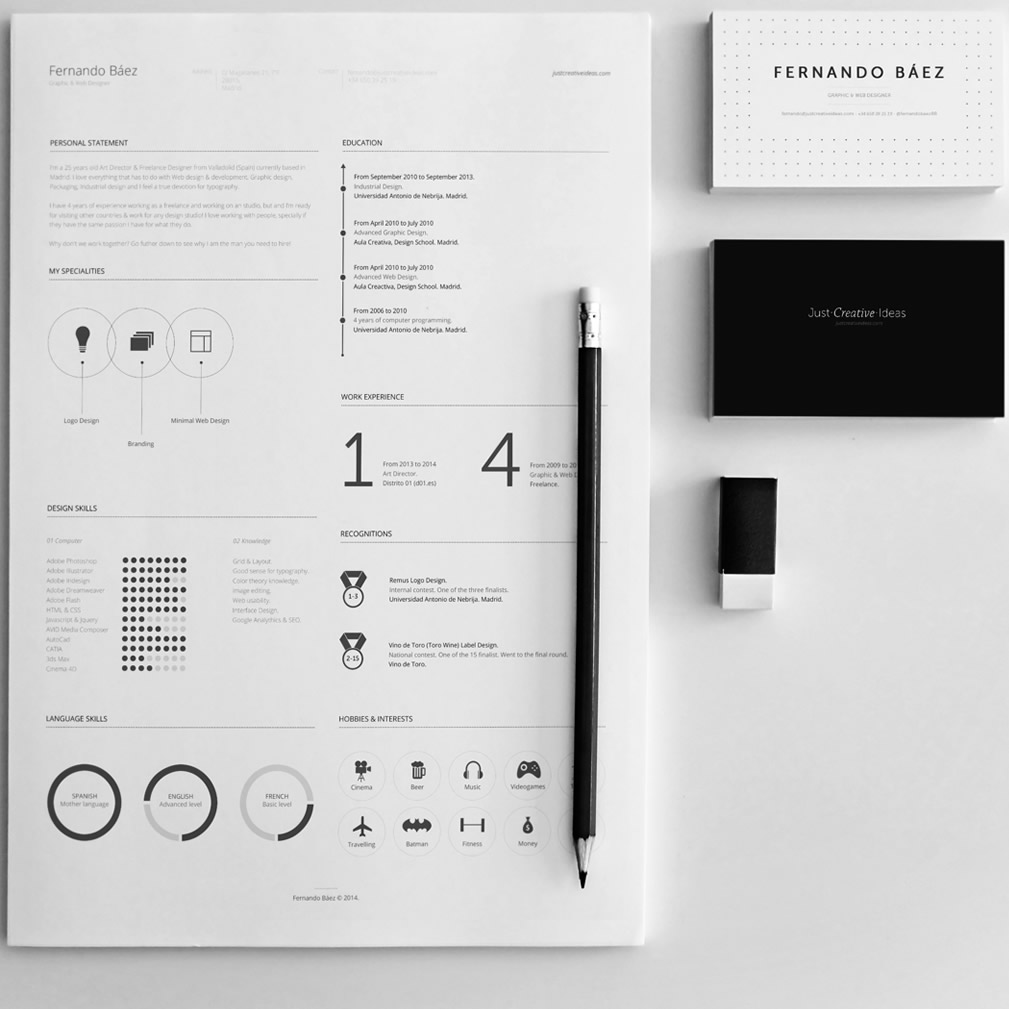 Fernando Báez
Graphic & Web Designer
justcreativeideas.com
PERSONAL STATEMENT
I'm a 25 years old Art Director & Freelance Designer from Valladolid (Spain) currently based in
Madrid. I love everything that has to do with Web design & development, Graphic design,
Packaging, Industrial design and I feel a true devotion for typography.
I have 4 years of experience working as a freelance and working on an studio, but and I'm ready
for visiting other countries & work for any design studio! I love working with people, specially if
they have the same passion I have for what they do.
Why don't we work together? Go futher down to see why I am the man you need to hire!
MY SPECIALITIES
Logo Design
Minimal Web Design
Branding
DESIGN SKILLS
01 Computer
Adobe Photoshop
Adobe Illustrator
Adobe Indesign
Adobe Dreamweaver
Adobe Flash
HTML & CSS
Javascript & Jquery
AVID Media Composer
AutoCad
CATIA
3ds Max
Cinema 4D
02 Knowledge
Grid & Layout.
Good sense for typography.
Color theory knowledge.
Image editing.
Web usability.
Interface Design.
Google Analythics & SEO.
LANGUAGE SKILLS
SPANISH
Mother language
ENGLISH
Advanced level
FRENCH
Basic level
EDUCATION
From September 2010 to September 2013.
Industrial Design.
Universidad Antonio de Nebrija. Madrid.
From April 2010 to July 2010
Advanced Graphic Design.
Aula Creativa, Design School. Madrid.
From April 2010 to July 2010
Advanced Web Design.
Aula Creactiva, Design School. Madrid.
From 2006 to 2010
4 years of computer programming.
Universidad Antonio de Nebrija. Madrid.
WORK EXPERIENCE
1
From 2013 to 2014
Art Director.
Distrito 01 (d01.es)
4
From 2009 to 20
Graphic & Web D
Freelance.
RECOGNITIONS
1-3
Remus Logo Design.
Internal contest. One of the three finalists.
Universidad Antonio de Nebrija. Madrid.
2-15
Vino de Toro (Toro Wine) Label Design.
National contest. One of the 15 finalist. Went to the final round.
Vino de Toro.
HOBBIES & INTERESTS
Cinema
Beer
Music
Videogames
Travelling
Batman
Fitness
Money
Fernando Báez © 2014.
FERNANDO BÁEZ
GRAPHIC & WEB DESIGNER
Just·Creative·Ideas
justcreativeideas.com